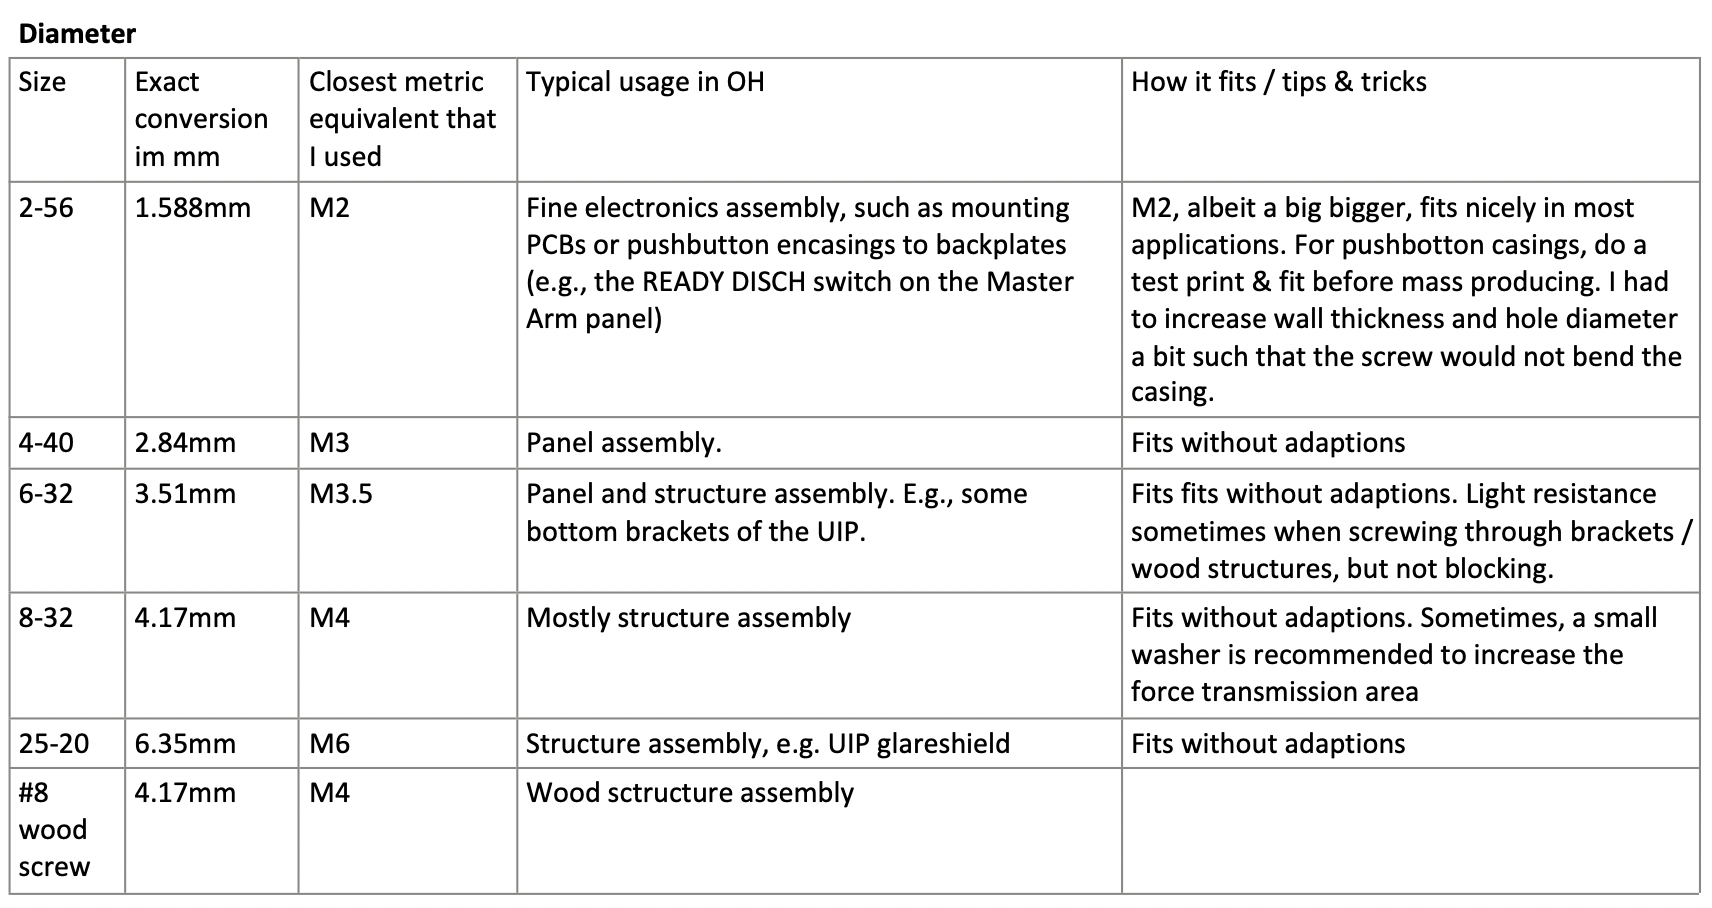 Diameter
Size
Exact
conversion
im mm
Closest metric
equivalent that
I used
Typical usage in OH
How it fits / tips & tricks
2-56
1.588mm
M2
Fine electronics assembly, such as mounting
PCBs or pushbutton encasings to backplates
(e.g., the READY DISCH switch on the Master
Arm panel)
M2, albeit a big bigger, fits nicely in most
applications. For pushbotton casings, do a
test print & fit before mass producing. I had
to increase wall thickness and hole diameter
a bit such that the screw would not bend the
casing.
4-40
2.84mm
M3
Panel assembly.
Fits without adaptions
6-32
3.51mm
M3.5
Panel and structure assembly. E.g., some
bottom brackets of the UIP.
Fits fits without adaptions. Light resistance
sometimes when screwing through brackets /
wood structures, but not blocking.
8-32
4.17mm
M4
Mostly structure assembly
Fits without adaptions. Sometimes, a small
washer is recommended to increase the
force transmission area
25-20
6.35mm
M6
Structure assembly, e.g. UIP glareshield
Fits without adaptions
#8
wood
screw
4.17mm
M4
Wood sctructure assembly